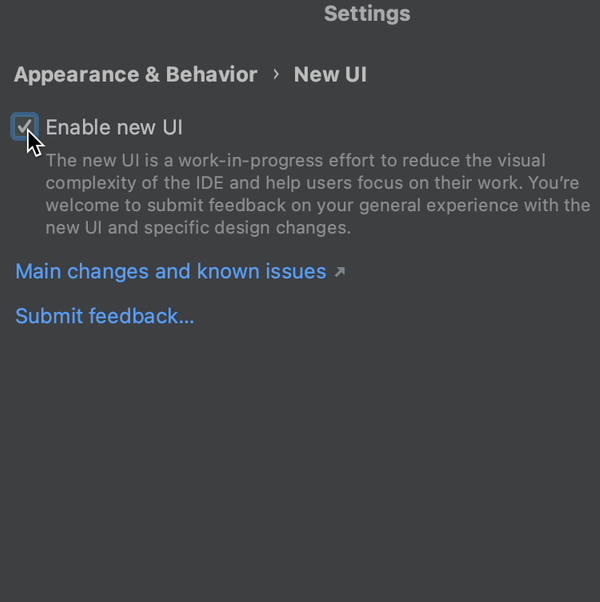 Settings
Appearance & Behavior › New UI
Enable new UI
The new UI is a work-in-progress effort to reduce the visual
complexity of the IDE and help users focus on their work. You’re
welcome to submit feedback on your general experience with the
new UI and specific design changes.
Main changes and known issues ↗
Submit feedback...